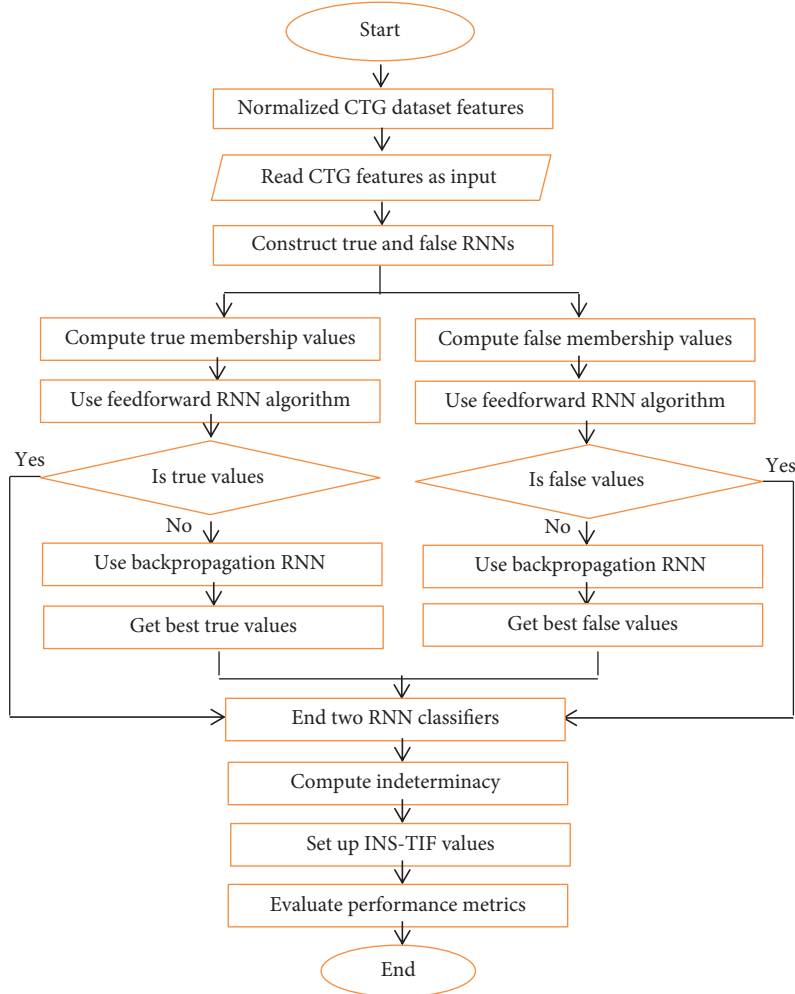 Start
Normalized CTG dataset features
Read CTG features as input
Construct true and false RNNs
Compute true membership values
Compute false membership values
Use feedforward RNN algorithm
Use feedforward RNN algorithm
Yes
Is true values
Is false values
Yes
No
No
Use backpropagation RNN
Use backpropagation RNN
Get best true values
Get best false values
End two RNN classifiers
Compute indeterminacy
Set up INS-TIF values
Evaluate performance metrics
End